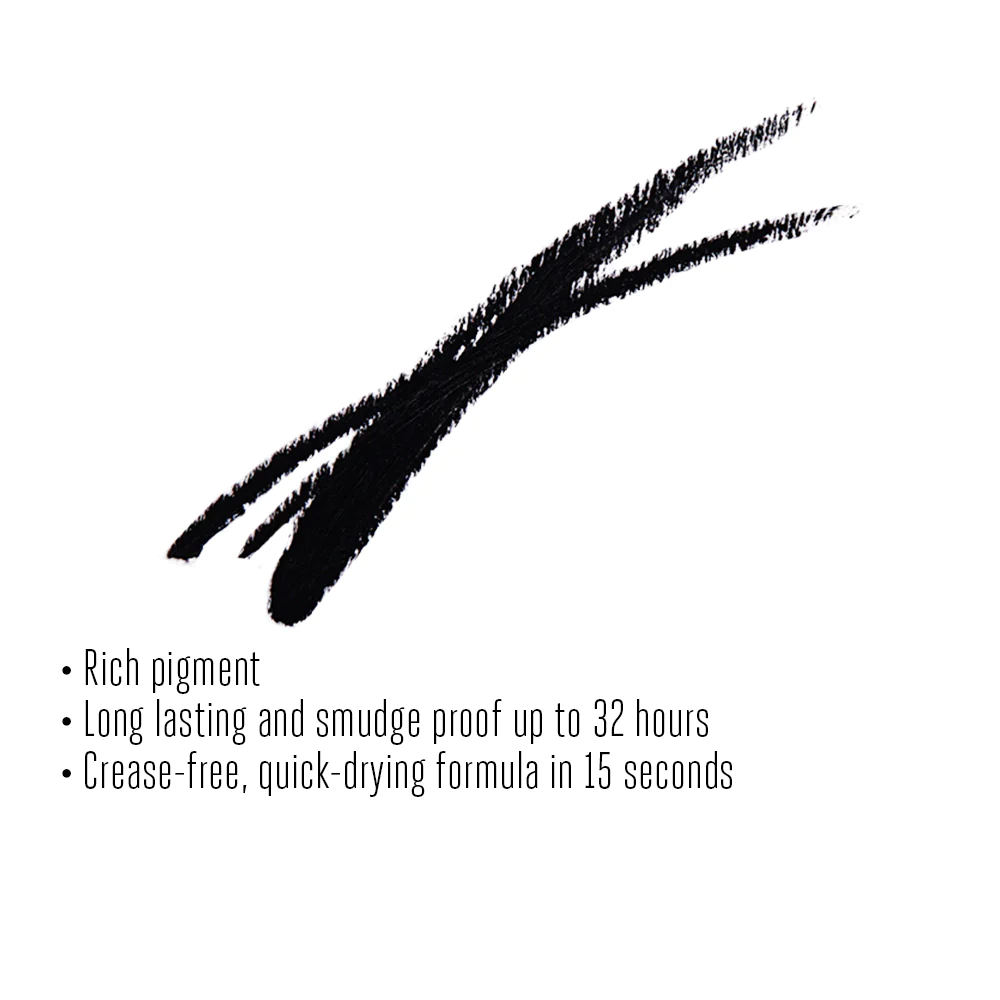 • Rich pigment
• Long lasting and smudge proof up to 32 hours
• Crease-free, quick-drying formula in 15 seconds